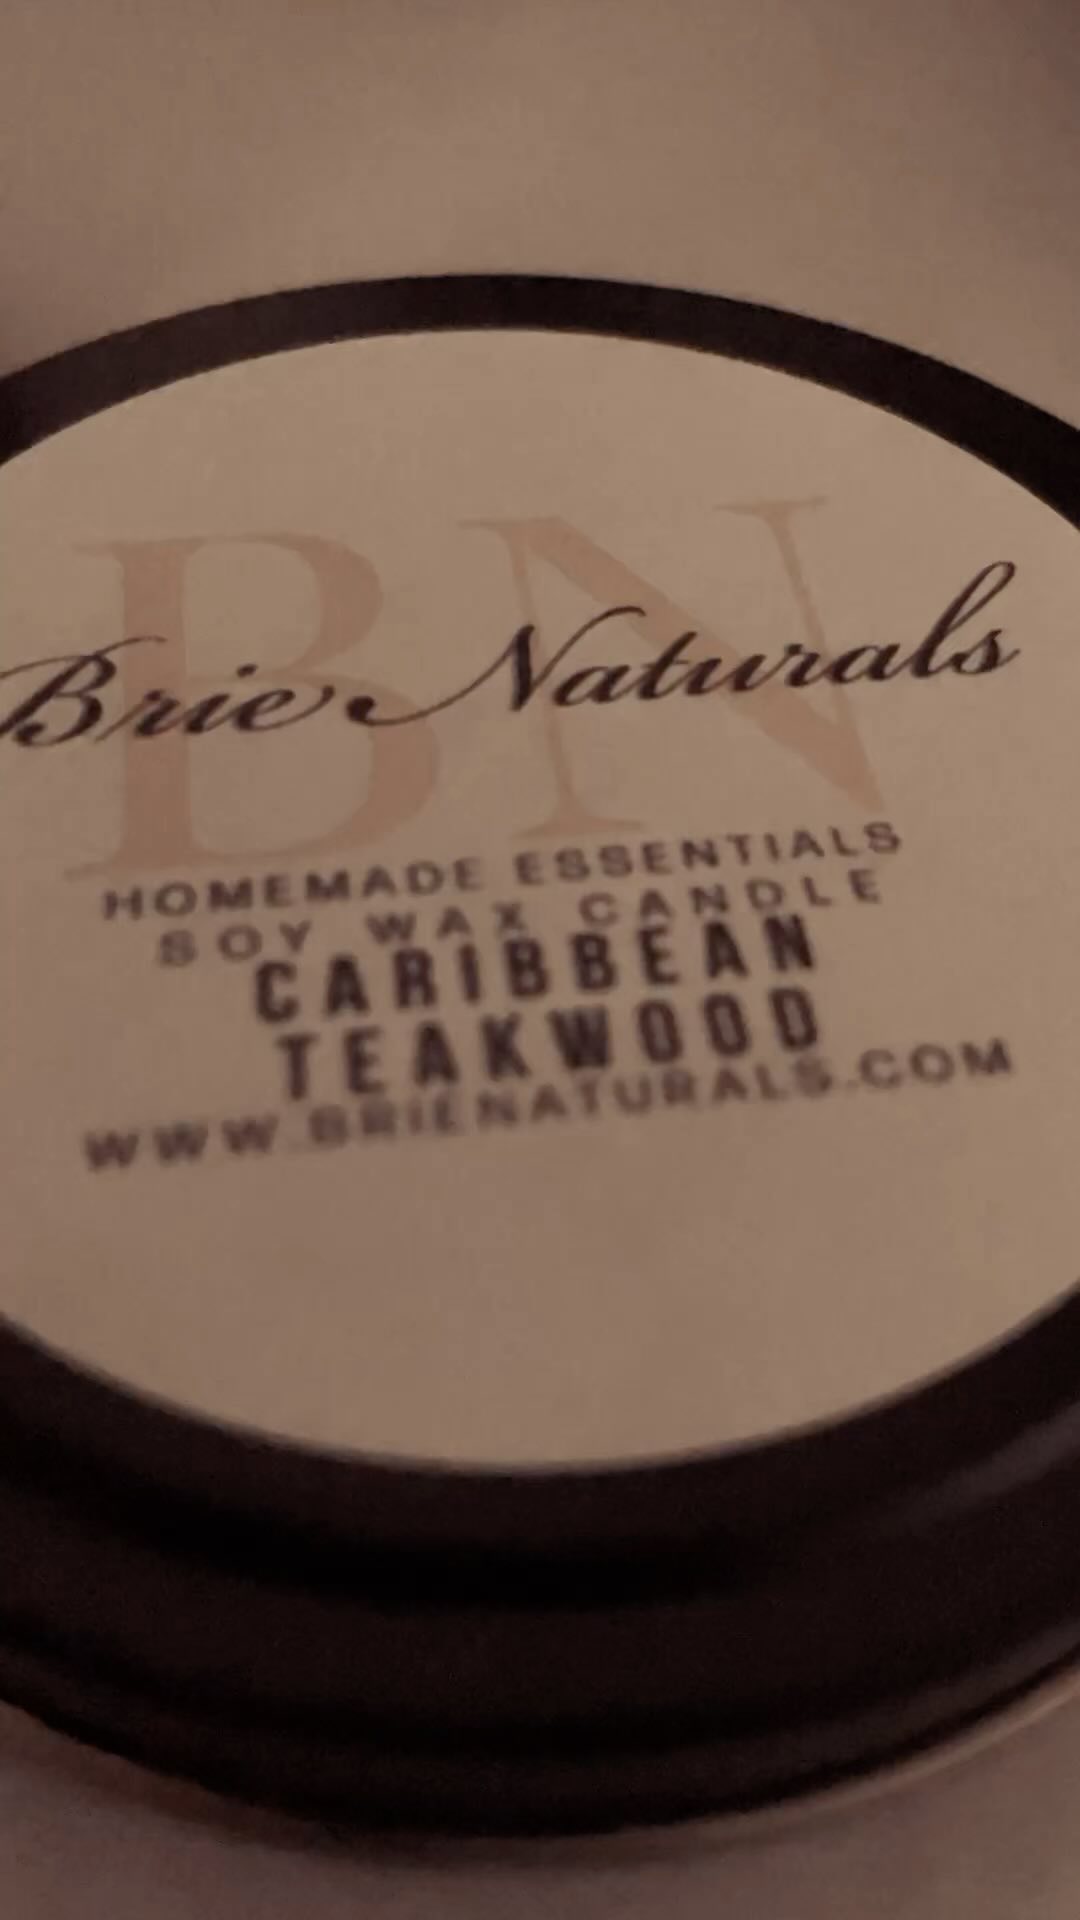 BN
Brie Naturals
HOMEMADE ESSENTIALS
SOY WAX CANDLE
CARIBBEAN
TEAKWOOD
WWW.BRIENATURALS.COM